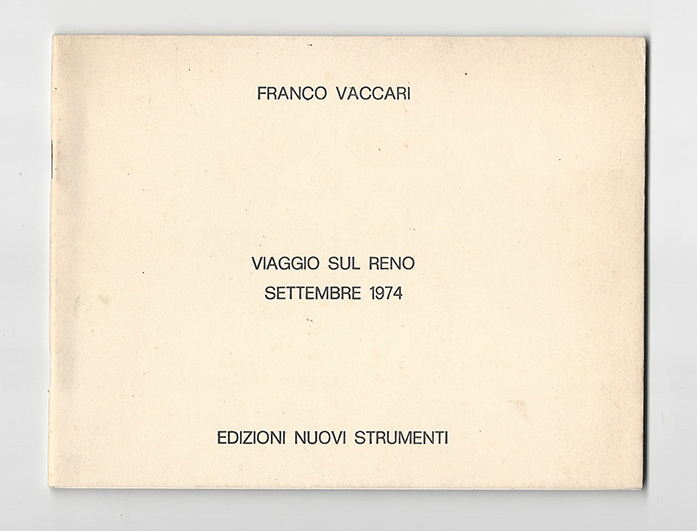 FRANCO VACCARI
VIAGGIO SUL RENO
SETTEMBRE 1974
EDIZIONI NUOVI STRUMENTI